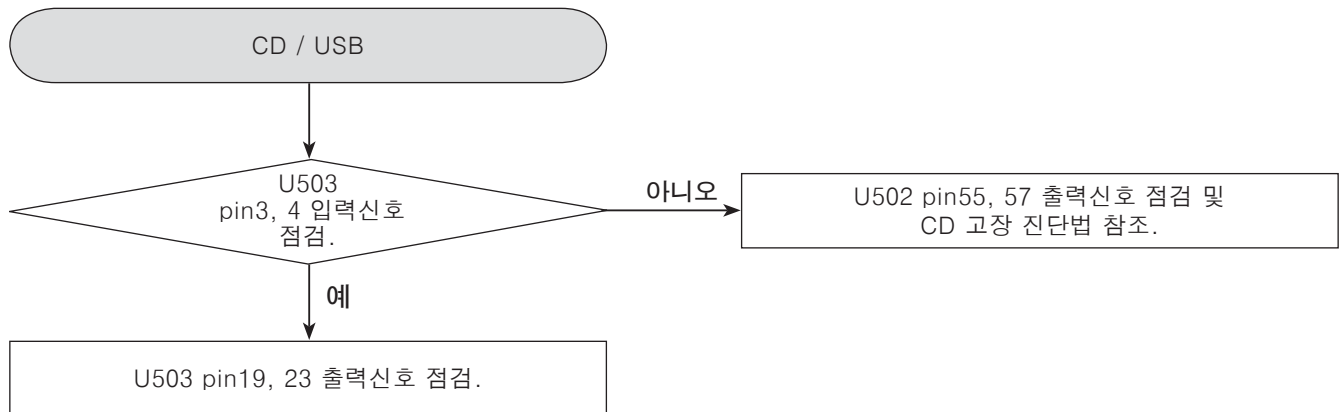 CD / USB
U503
pin3, 4 입력신호
점검.
아니오
U502 pin55, 57 출력신호 점검 및
CD 고장 진단법 참조.
예
U503 pin19, 23 출력신호 점검.